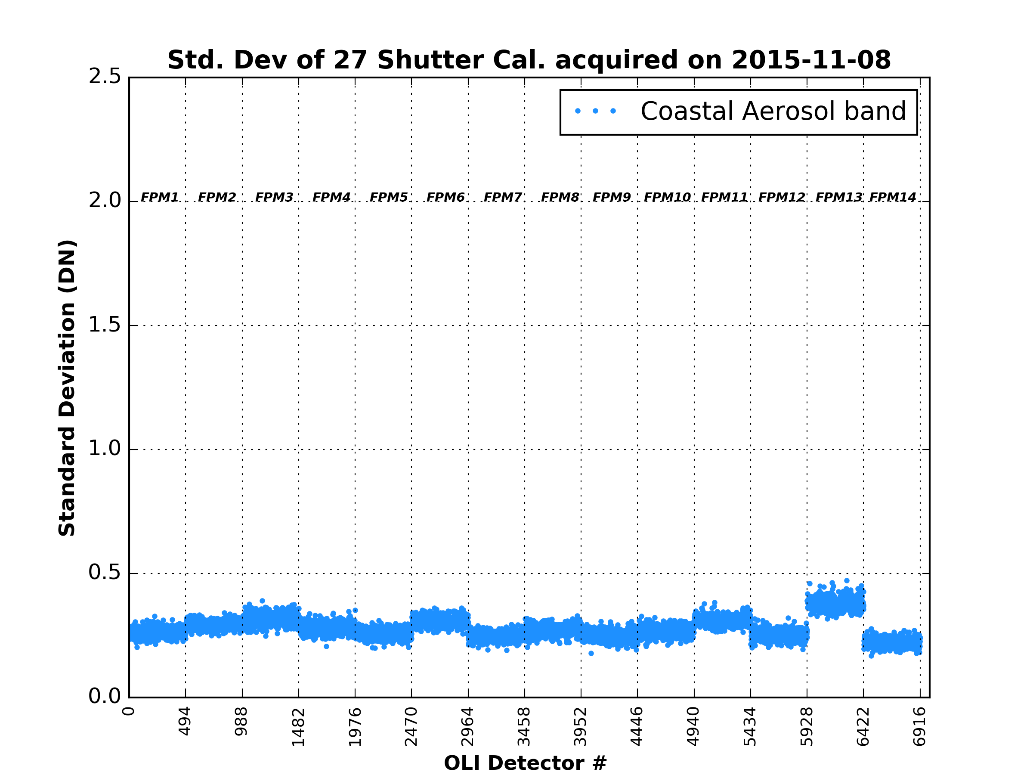 Std. Dev of 27 Shutter Cal. acquired on 2015-11-08
2.5
Coastal Aerosol band
2.0 FPM1 FPM2 FPM3 FPM4 FPM5 FPM6 FPM7 FPM8 FPM9 FPM10 FPM11 FPM12 FPM13 FPM14
1.5
1.0
0.5
0.0
Standard Deviation (DN)
0 494 988 1482 1976 2470 2964 3458 3952 4446 4940 5434 5928 6422 6916
OLI Detector #